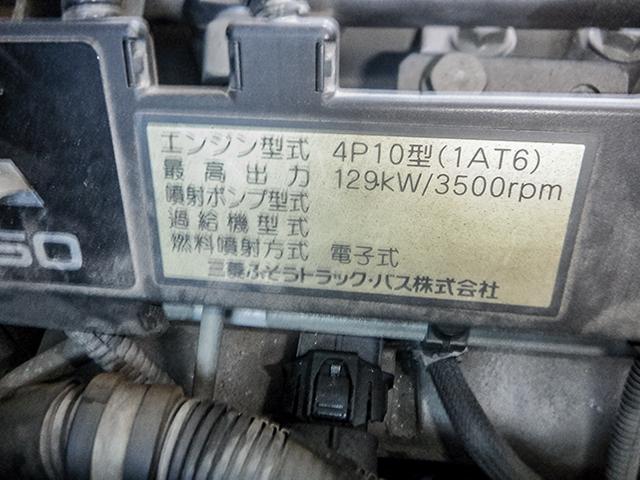 エンジン型式 4P10型(1AT6)
最高出力 129kW/3500rpm
噴射ポンプ型式
過給機型式
燃料噴射方式 電子式
三菱ふそうトラック・バス株式会社
50